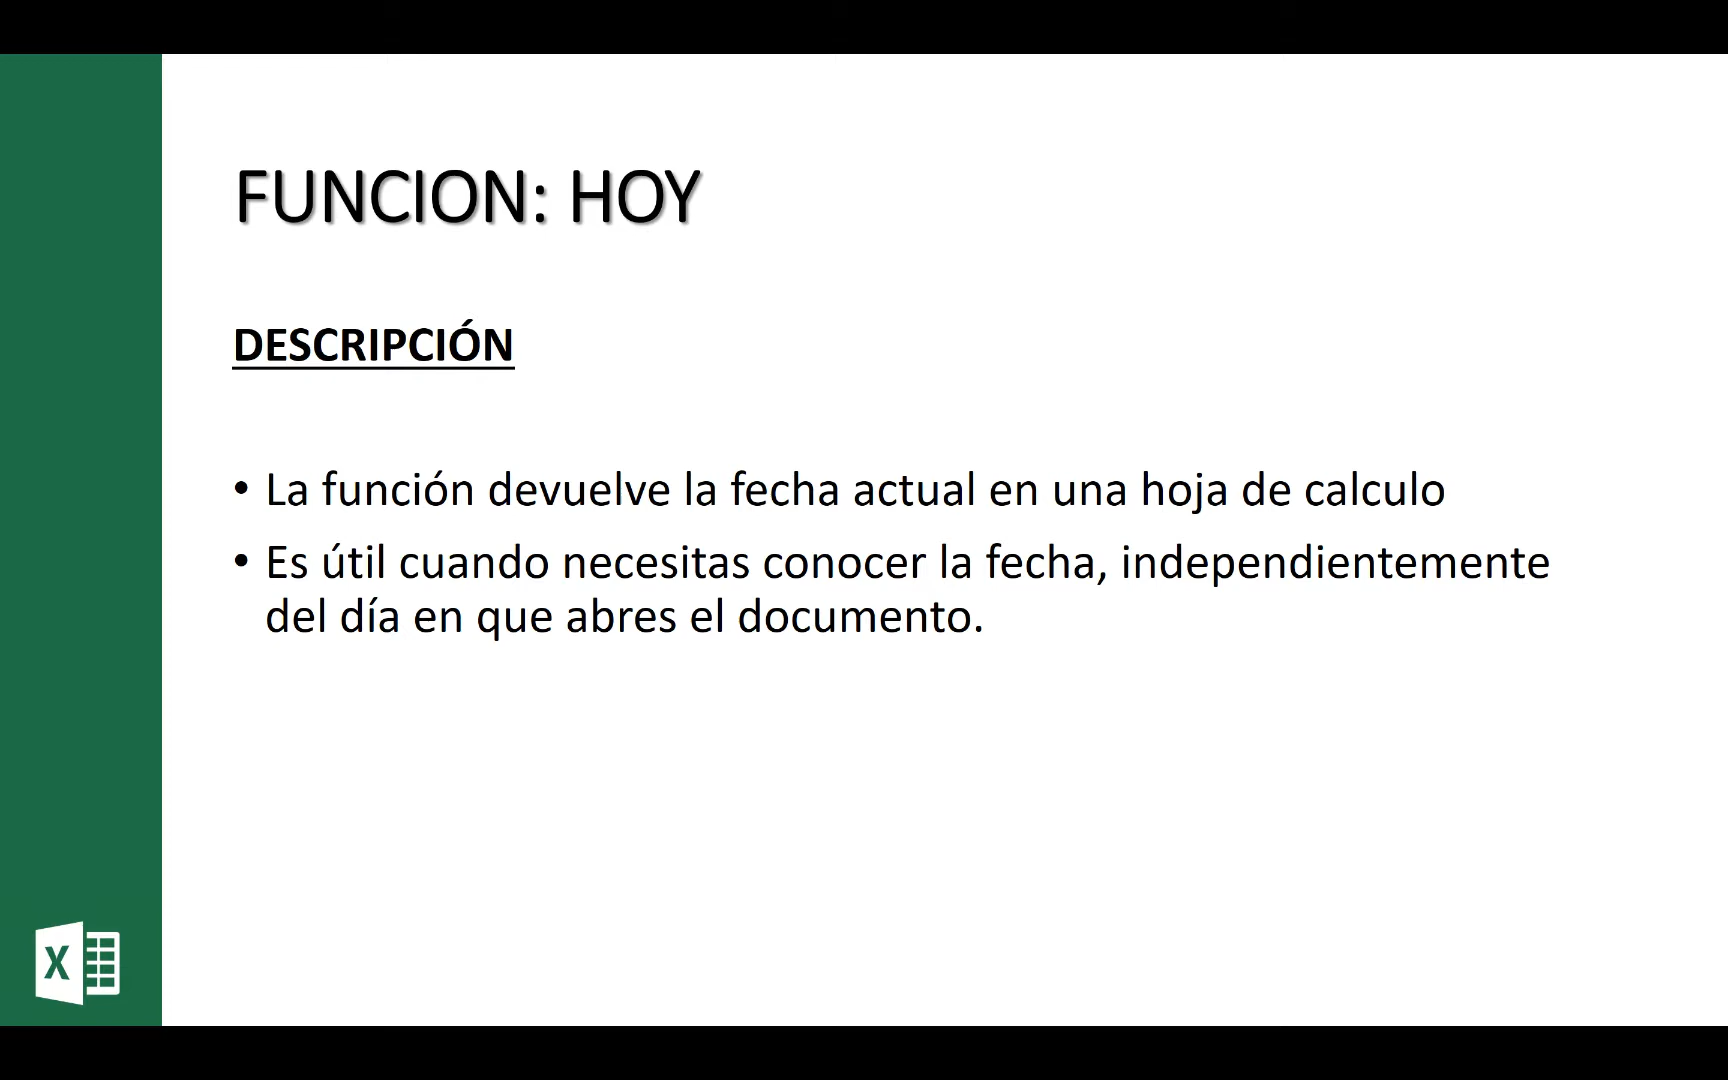 FUNCION: HOY
DESCRIPCIÓN
• La función devuelve la fecha actual en una hoja de calculo
• Es útil cuando necesitas conocer la fecha, independientemente
del día en que abres el documento.
X